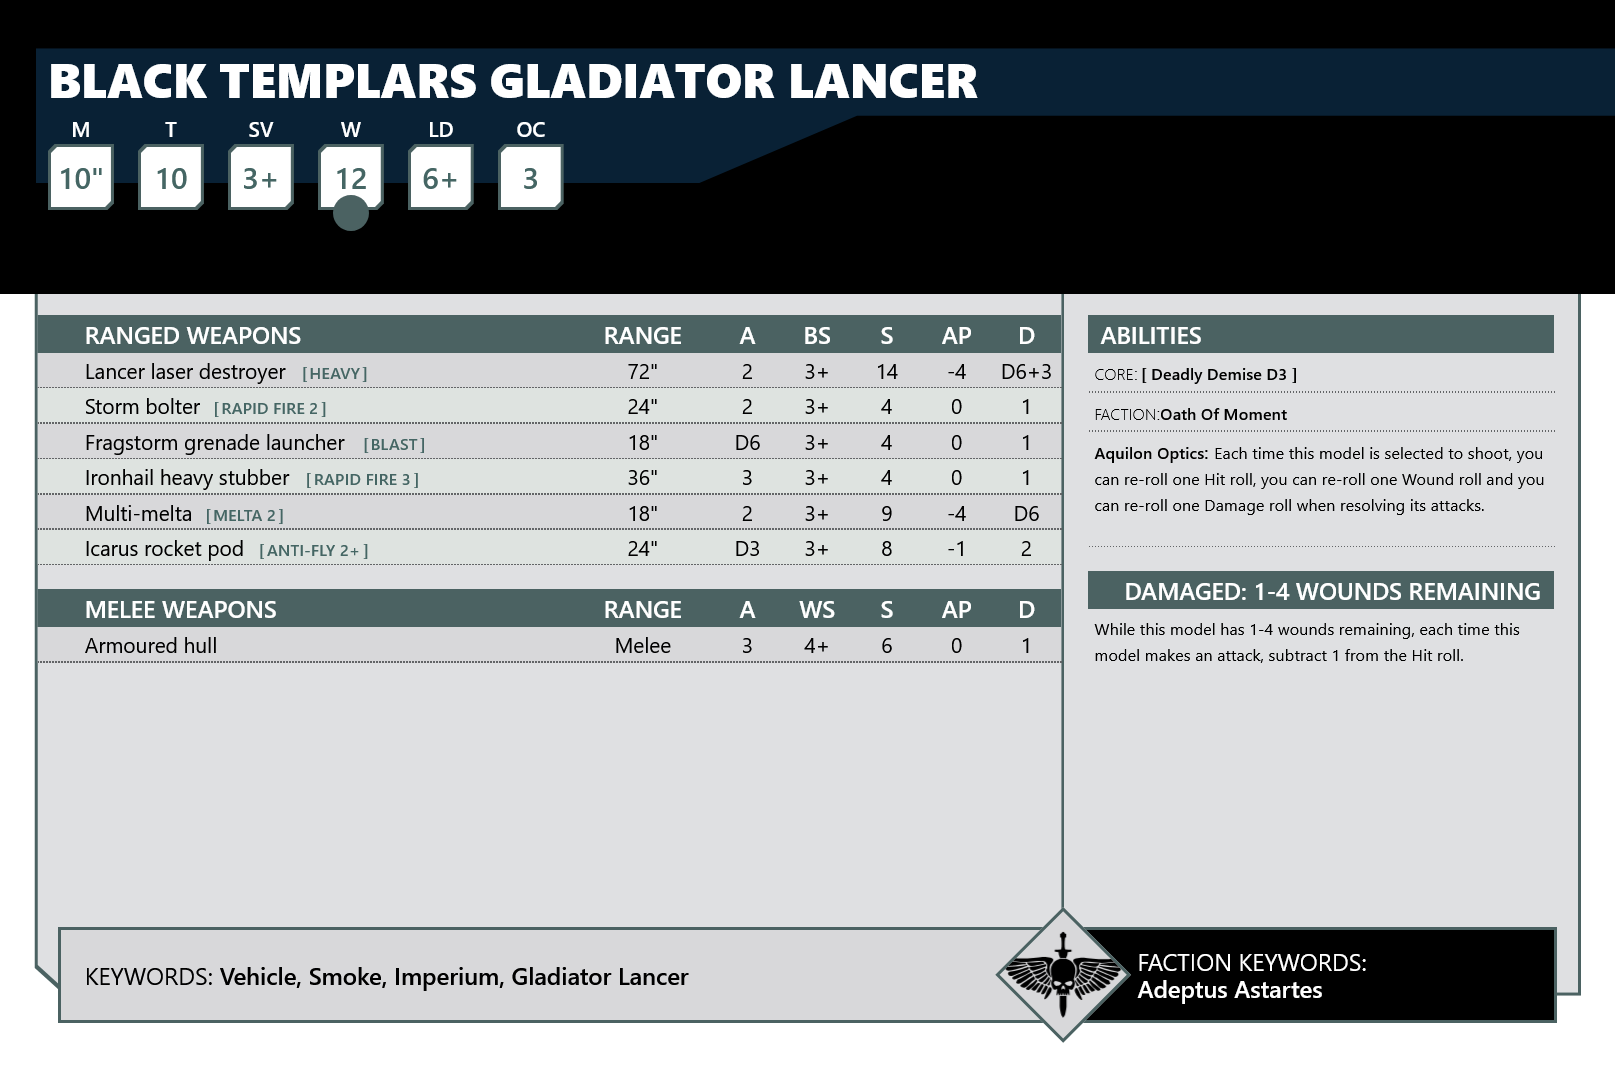 BLACK TEMPLARS GLADIATOR LANCER
M T SV W LD OC
10" 10 3+ 12 6+ 3
RANGED WEAPONS RANGE A BS S AP D
Lancer laser destroyer [HEAVY] 72" 2 3+ 14 -4 D6+3
Storm bolter [RAPID FIRE 2] 24" 2 3+ 4 0 1
Fragstorm grenade launcher [BLAST] 18" D6 3+ 4 0 1
Ironhail heavy stubber [RAPID FIRE 3] 36" 3 3+ 4 0 1
Multi-melta [MELTA 2] 18" 2 3+ 9 -4 D6
Icarus rocket pod [ANTI-FLY 2+] 24" D3 3+ 8 -1 2
MELEE WEAPONS RANGE A WS S AP D
Armoured hull Melee 3 4+ 6 0 1
ABILITIES
CORE: [ Deadly Demise D3 ]
FACTION:Oath Of Moment
Aquilon Optics: Each time this model is selected to shoot, you
can re-roll one Hit roll, you can re-roll one Wound roll and you
can re-roll one Damage roll when resolving its attacks.
DAMAGED: 1-4 WOUNDS REMAINING
While this model has 1-4 wounds remaining, each time this
model makes an attack, subtract 1 from the Hit roll.
KEYWORDS: Vehicle, Smoke, Imperium, Gladiator Lancer
FACTION KEYWORDS:
Adeptus Astartes